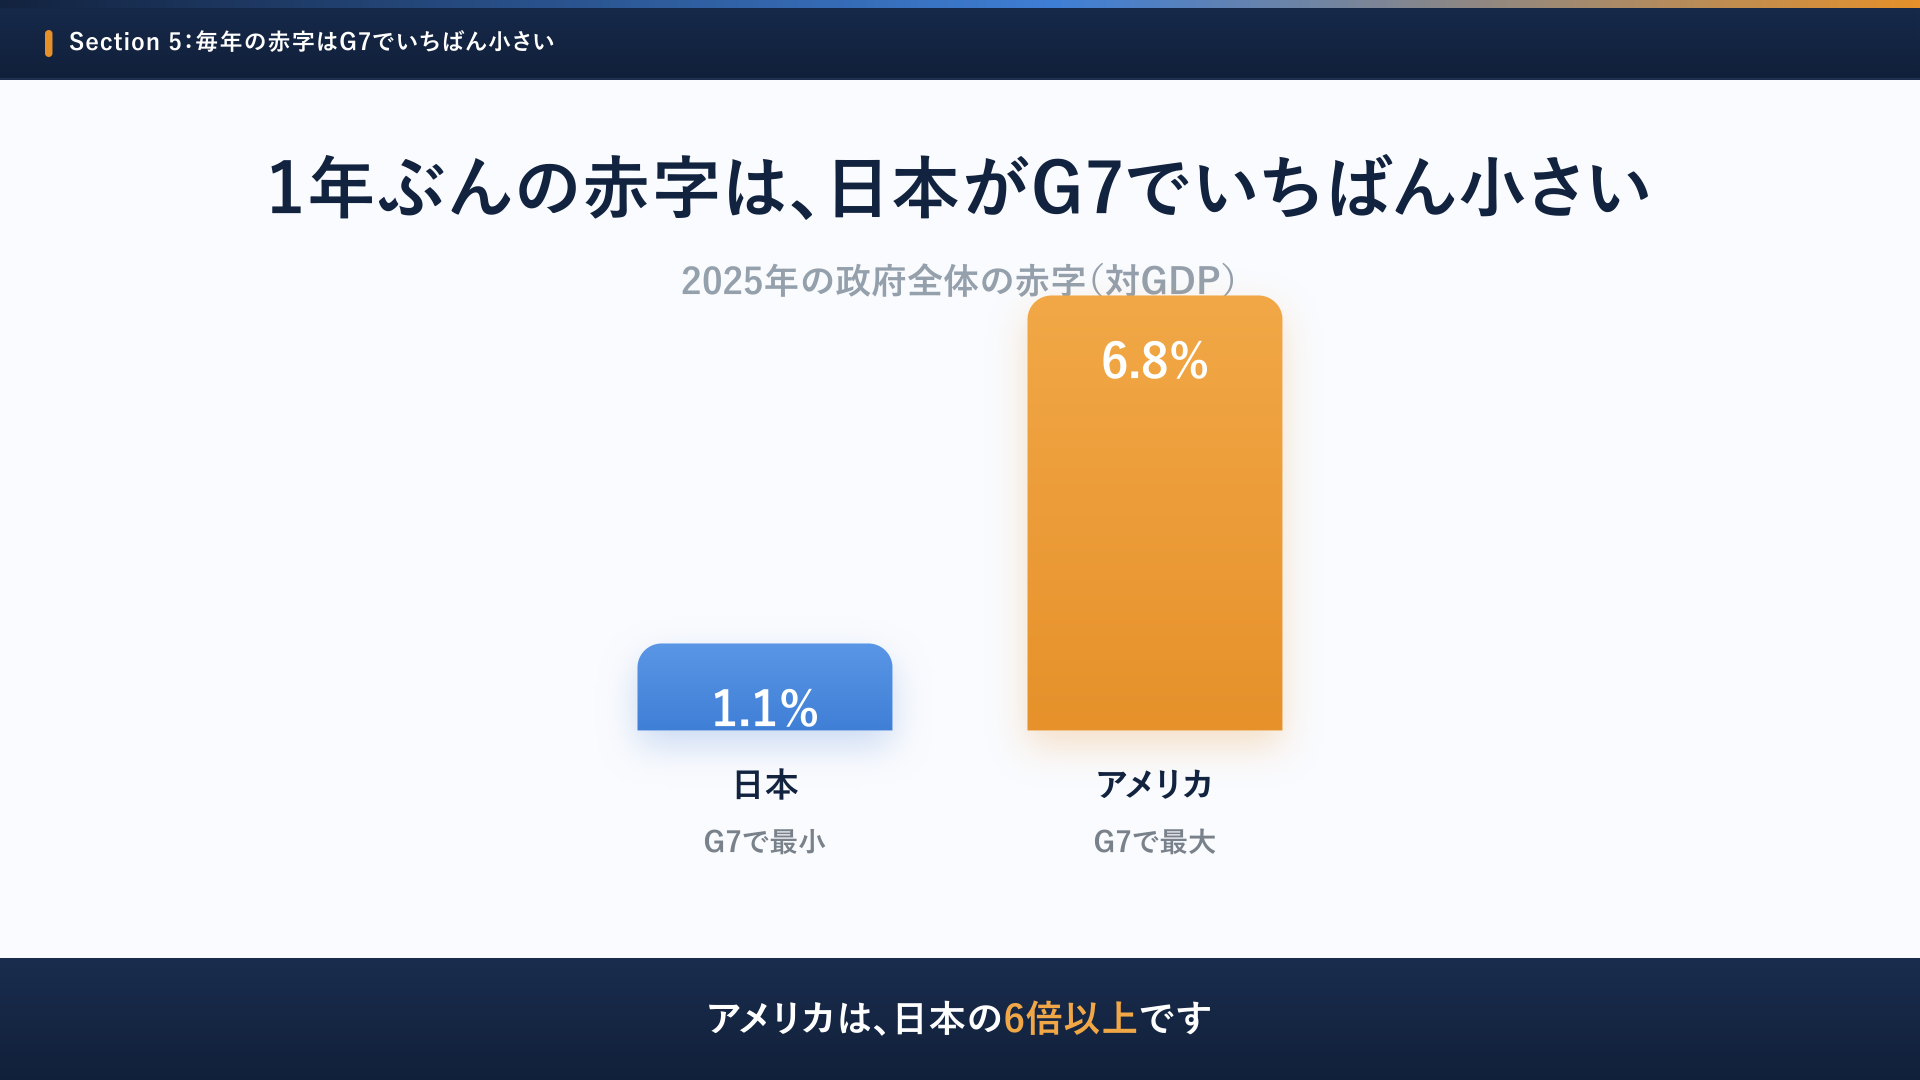 Section 5：毎年の赤字はG7でいちばん小さい
1年ぶんの赤字は、日本がG7でいちばん小さい
2025年の政府全体の赤字（対GDP）
6.8%
1.1%
日本
アメリカ
G7で最小
G7で最大
アメリカは、日本の6倍以上です